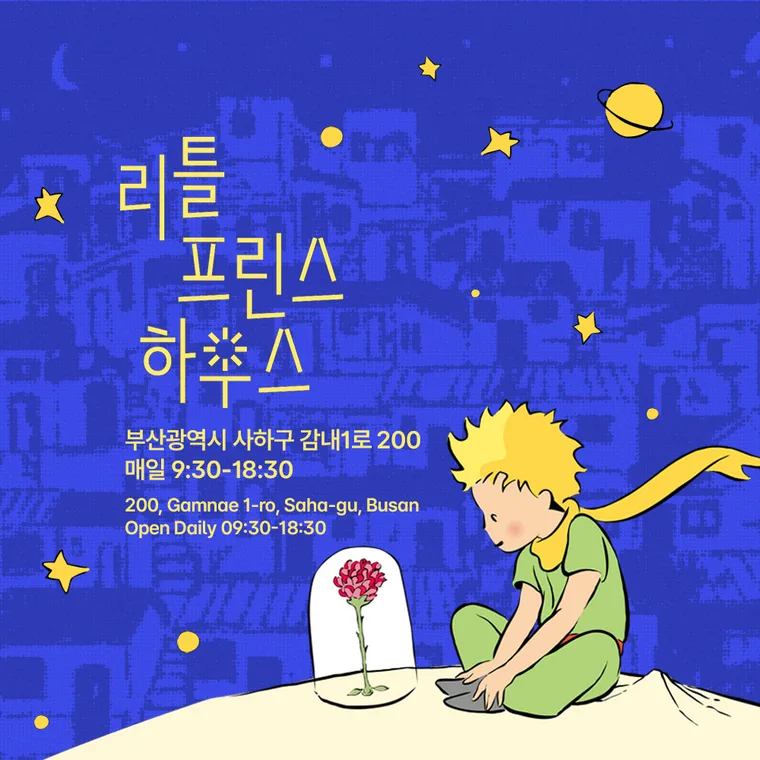 리틀
프린스
하우스
부산광역시 사하구 감내1로 200
매일 9:30-18:30
200, Gamnae 1-ro, Saha-gu, Busan
Open Daily 09:30-18:30